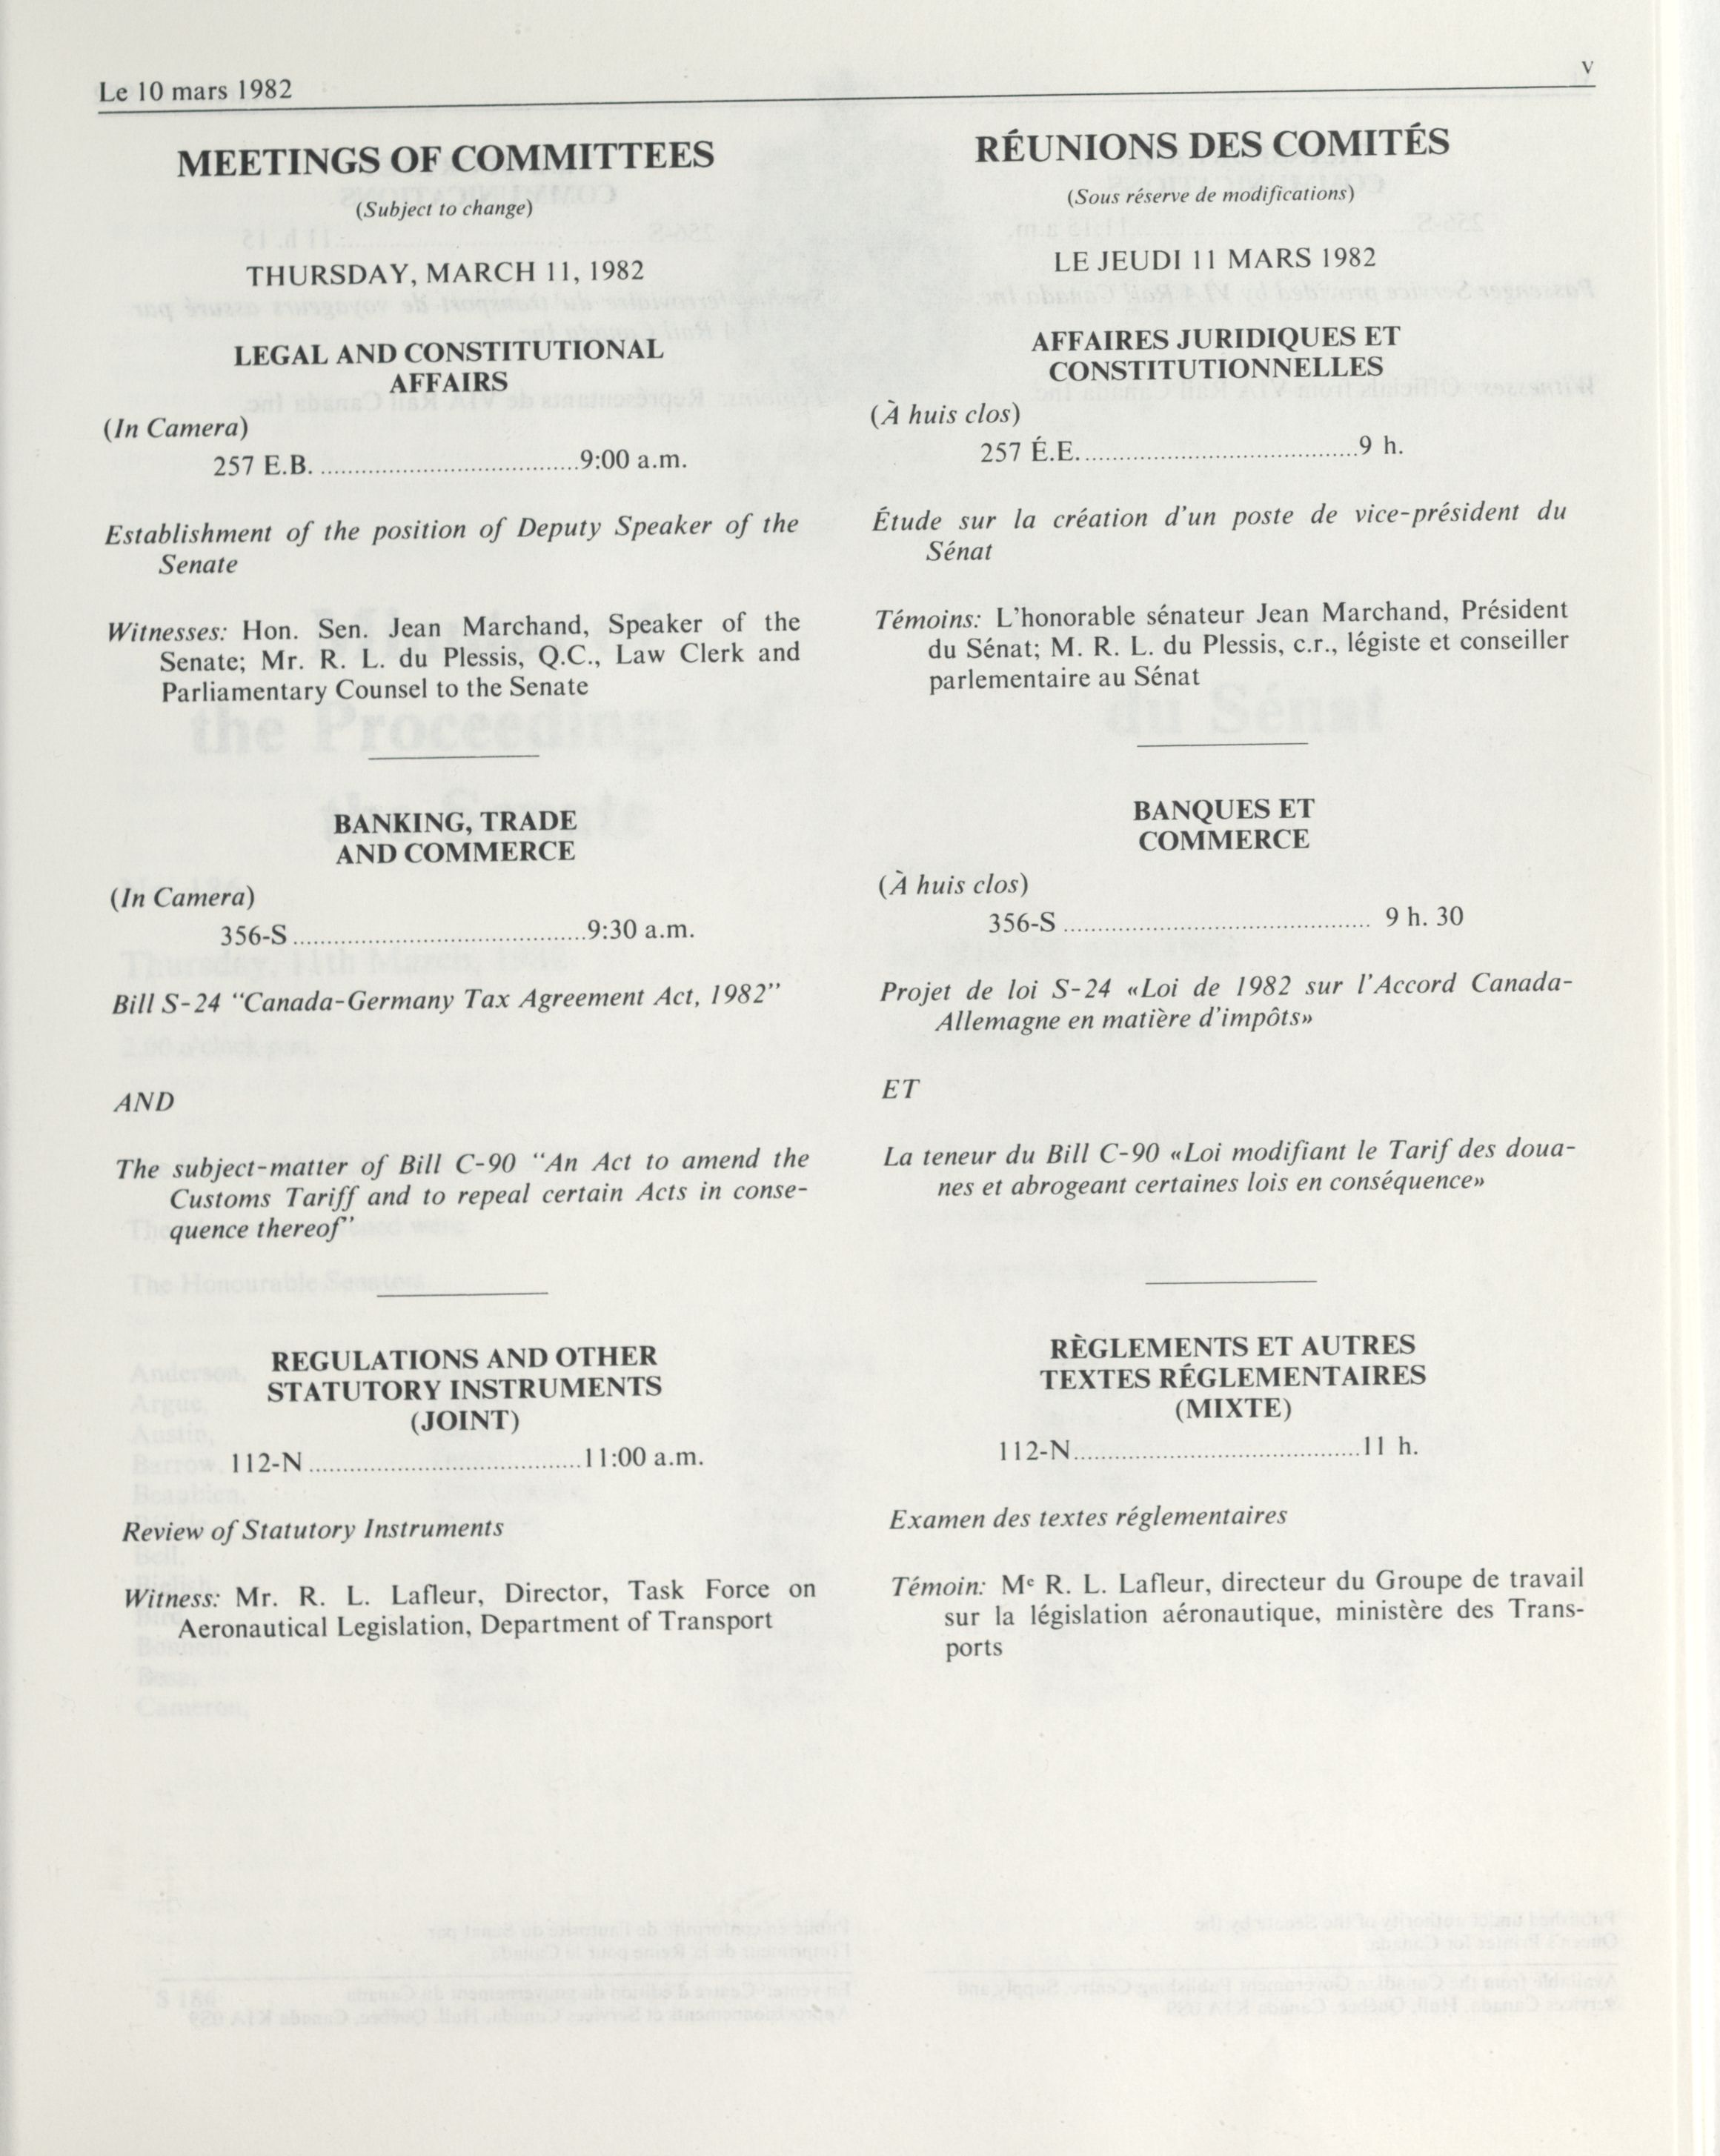 Le 10 mars 1982
v
MEETINGS OF COMMITTEES
(Subject to change)
THURSDAY, MARCH 11, 1982
LEGAL AND CONSTITUTIONAL
AFFAIRS
(In Camera)
257 E.B. ......................................9:00 a.m.
Establishment of the position of Deputy Speaker of the
Senate
Witnesses: Hon. Sen. Jean Marchand, Speaker of the
Senate; Mr. R. L. du Plessis, Q.C., Law Clerk and
Parliamentary Counsel to the Senate
BANKING, TRADE
AND COMMERCE
(In Camera)
356-S...........................................9:30 a.m.
Bill S-24 “Canada-Germany Tax Agreement Act, 1982”
AND
The subject-matter of Bill C-90 “An Act to amend the
Customs Tariff and to repeal certain Acts in conse-
quence thereof”
REGULATIONS AND OTHER
STATUTORY INSTRUMENTS
(JOINT)
112-N........................................11:00 a.m.
Review of Statutory Instruments
Witness: Mr. R. L. Lafleur, Director, Task Force on
Aeronautical Legislation, Department of Transport
RÉUNIONS DES COMITÉS
(Sous réserve de modifications)
LE JEUDI 11 MARS 1982
AFFAIRES JURIDIQUES ET
CONSTITUTIONNELLES
(À huis clos)
257 É.E.........................................9 h.
Étude sur la création d'un poste de vice-président du
Sénat
Témoins: L'honorable sénateur Jean Marchand, Président
du Sénat; M. R. L. du Plessis, c.r., légiste et conseiller
parlementaire au Sénat
BANQUES ET
COMMERCE
(À huis clos)
356-S ............................................. 9 h. 30
Projet de loi S-24 «Loi de 1982 sur l'Accord Canada-
Allemagne en matière d'impôts»
ET
La teneur du Bill C-90 «Loi modifiant le Tarif des doua-
nes et abrogeant certaines lois en conséquence»
RÈGLEMENTS ET AUTRES
TEXTES RÉGLEMENTAIRES
(MIXTE)
112-N..........................................11 h.
Examen des textes réglementaires
Témoin: Me R. L. Lafleur, directeur du Groupe de travail
sur la législation aéronautique, ministère des Trans-
ports